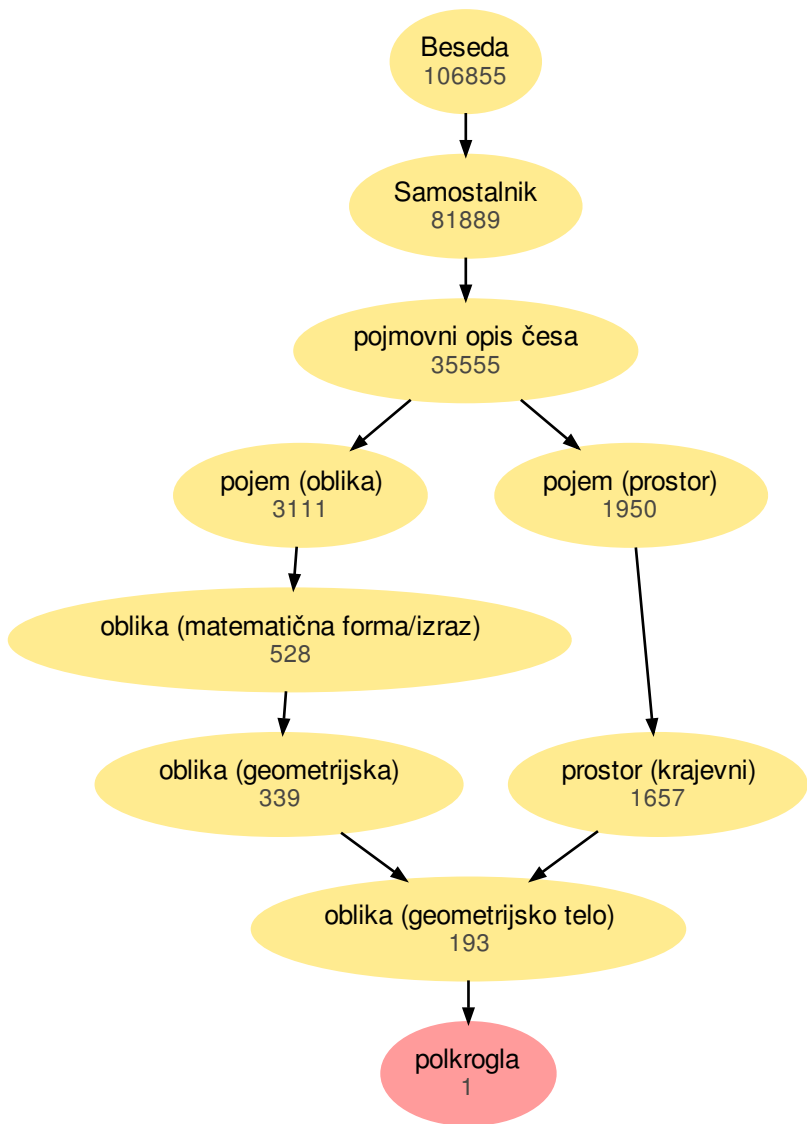 Beseda
106855
Samostalnik
81889
pojmovni opis česa
35555
pojem (oblika)
3111
pojem (prostor)
1950
oblika (matematična forma/izraz)
528
oblika (geometrijska)
339
prostor (krajevni)
1657
oblika (geometrijsko telo)
193
polkrogla
1